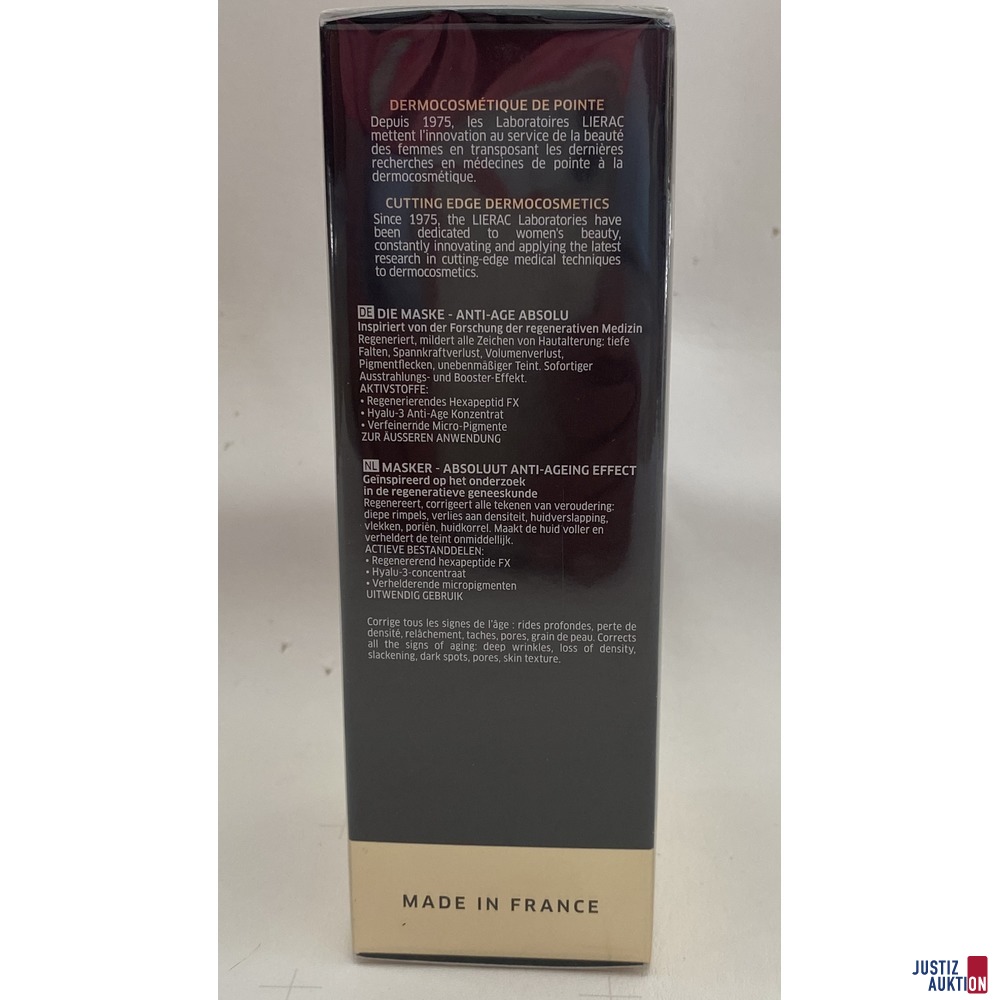 DERMOCOSMÉTIQUE DE POINTE
Depuis 1975, les Laboratoires LIERAC
mettent l'innovation au service de la beauté
des femmes en transposant les dernières
recherches en médecines de pointe à la
dermocosmétique.
CUTTING EDGE DERMOCOSMETICS
Since 1975, the LIERAC Laboratories have
been dedicated to women's beauty,
constantly innovating and applying the latest
research in cutting-edge medical techniques
to dermocosmetics.
DE DIE MASKE - ANTI-AGE ABSOLU
Inspiriert von der Forschung der regenerativen Medizin
Regeneriert, mildert alle Zeichen von Hautalterung: tiefe
Falten, Spannkraftverlust, Volumenverlust,
Pigmentflecken, unebenmäßiger Teint. Sofortiger
Ausstrahlungs- und Booster-Effekt.
AKTIVSTOFFE:
• Regenerierendes Hexapeptid FX
• Hyalu-3 Anti-Age Konzentrat
• Verfeinernde Micro-Pigmente
ZUR ÄUSSEREN ANWENDUNG
NL MASKER - ABSOLUUT ANTI-AGEING EFFECT
Geïnspireerd op het onderzoek
in de regeneratieve geneeskunde
Regenereert, corrigeert alle tekenen van veroudering:
diepe rimpels, verlies aan densiteit, huidverslapping,
vlekken, poriën, huidkorrel. Maakt de huid voller en
verheldert de teint onmiddellijk.
ACTIEVE BESTANDDELEN:
• Regenererend hexapeptide FX
• Hyalu-3-concentraat
• Verhelderende micropigmenten
UITWENDIG GEBRUIK
Corrige tous les signes de l'âge : rides profondes, perte de
densité, relâchement, taches, pores, grain de peau. Corrects
all the signs of aging: deep wrinkles, loss of density,
slackening, dark spots, pores, skin texture.
MADE IN FRANCE
JUSTIZ
AUKTION